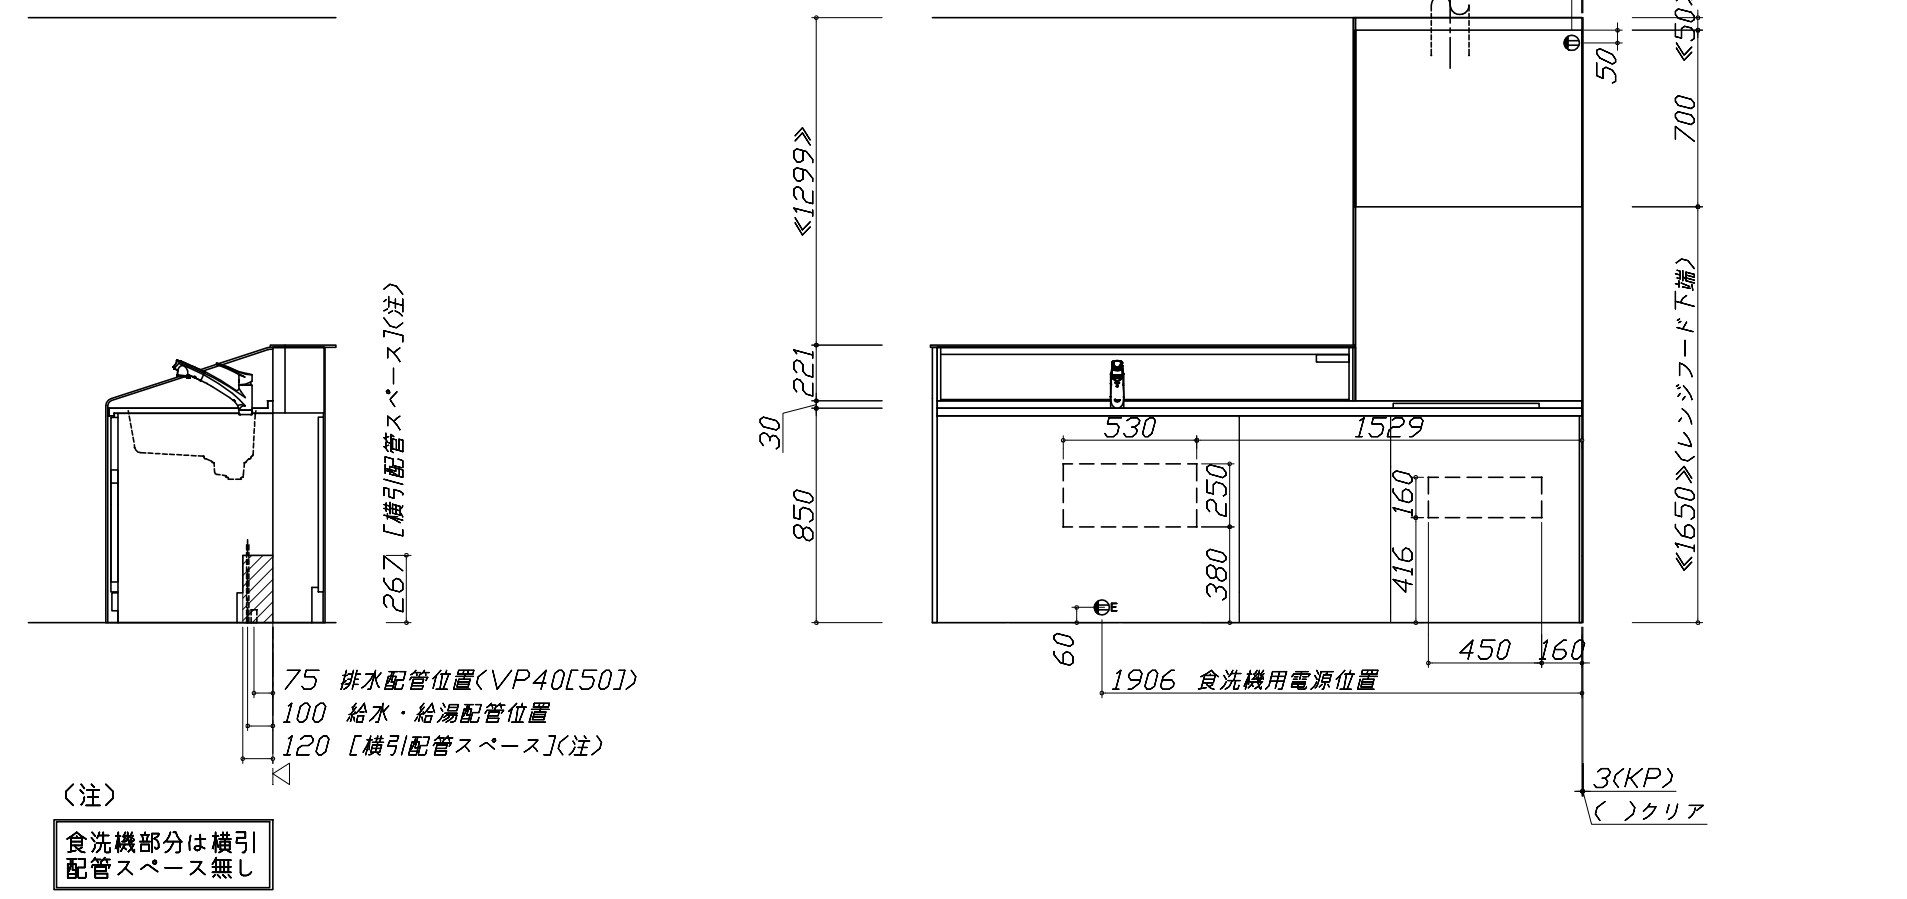 267 [横引配管スペース](注)
75 排水配管位置(VP40[50])
100 給水・給湯配管位置
120 [横引配管スペース](注)
(注)
食洗機部分は横引
配管スペース無し
≪1299≫
221
30
850
530
1529
250
380
160
416
E
60
450
160
1906 食洗機用電源位置
≪50≫
50
700
≪1650≫(レンジフード下端)
3(KP)
( )クリア